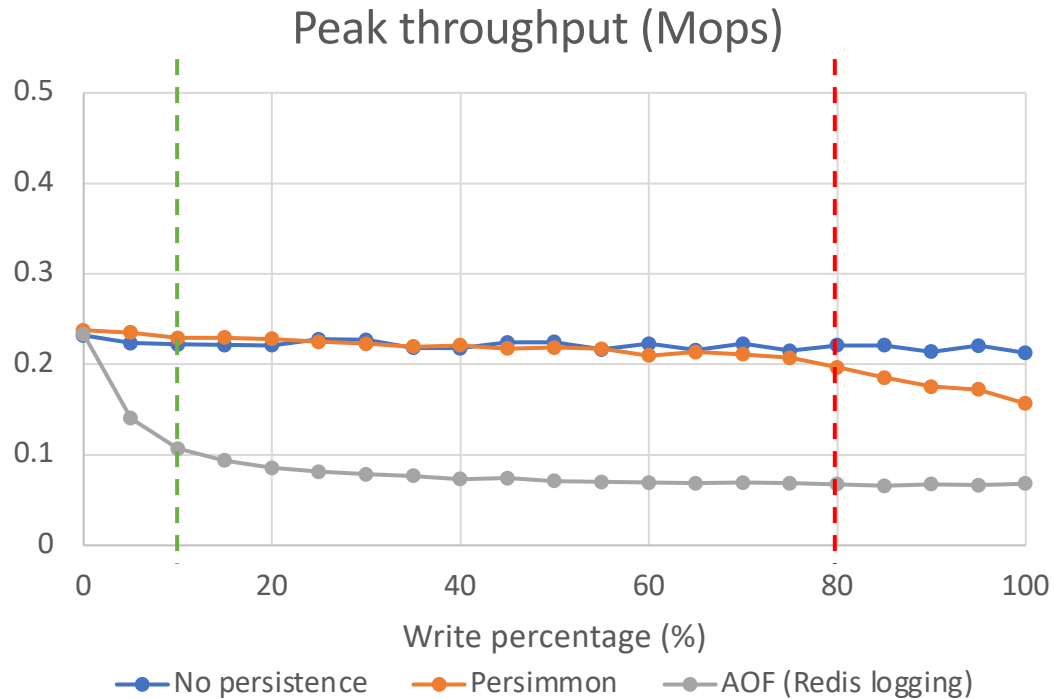 Peak throughput (Mops)
0.5
0.4
0.3
0.2
0.1
0
0 20 40 60 80 100
Write percentage (%)
No persistence Persimmon AOF (Redis logging)